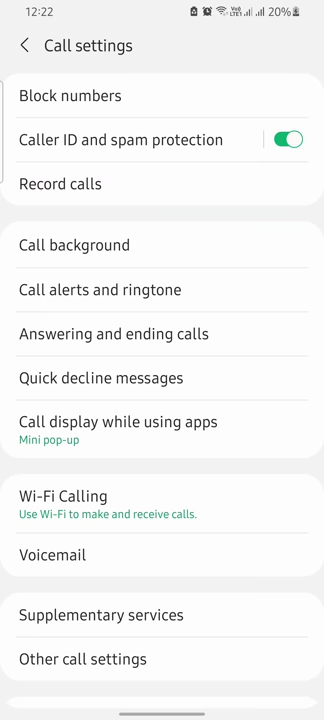 12:22
Vo)) LTE1 20%
Call settings
Block numbers
Caller ID and spam protection
Record calls
Call background
Call alerts and ringtone
Answering and ending calls
Quick decline messages
Call display while using apps
Mini pop-up
Wi-Fi Calling
Use Wi-Fi to make and receive calls.
Voicemail
Supplementary services
Other call settings